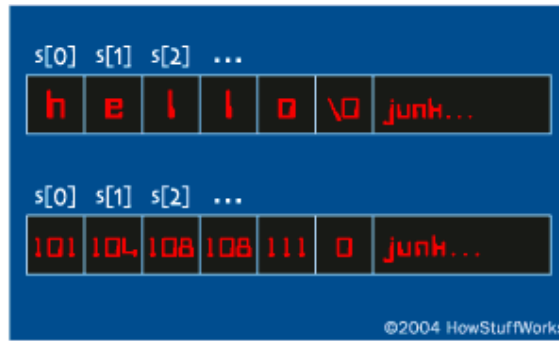 s[0] s[1] s[2] ...
h e l l o \0 junk...
s[0] s[1] s[2] ...
101 104 108 108 111 0 junk...
©2004 HowStuffWorks